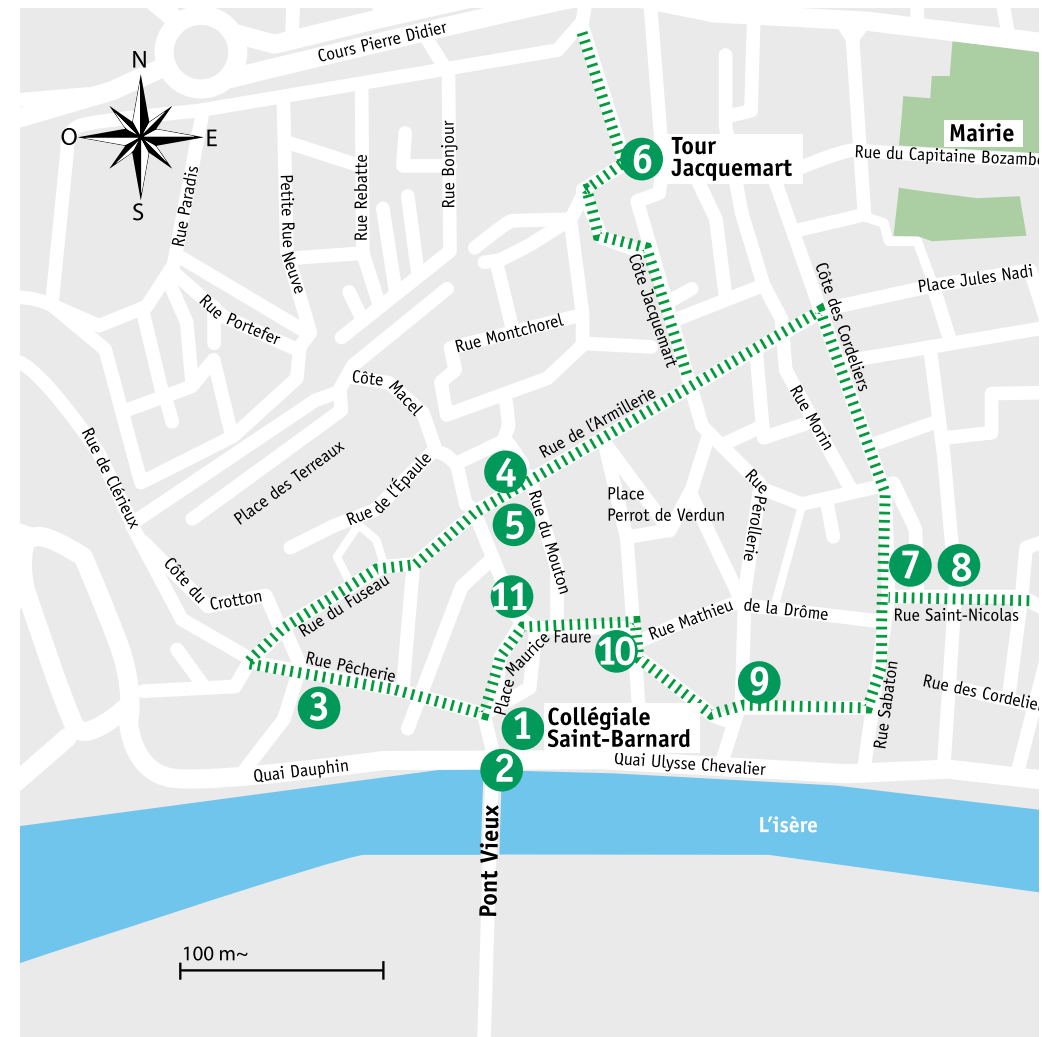 Cours Pierre Didier
N
O
E
S
6
Tour
Jacquemart
Mairie
Rue du Capitaine Bozambe
Rue Paradis
Petite Rue Neuve
Rue Rebatte
Rue Bonjour
Côte Jacquemart
Côte des Cordeliers
Place Jules Nadi
Rue Portefer
Rue Montchorel
Côte Macel
Rue de l'Armillerie
Rue Morin
Rue de Clérieux
Place des Terreaux
Rue de l'Épaule
4
5
Rue du Mouton
Place
Perrot de Verdun
Rue Pêrollerie
7
8
Côte du Crotton
Rue du Fuseau
11
Rue Mathieu de la Drôme
Rue Saint-Nicolas
Place Maurice Faure
10
Rue Pêcherie
3
9
Rue Sabaton
Rue des Cordelie
1
Collégiale
Saint-Barnard
2
Quai Dauphin
Quai Ulysse Chevalier
L'isère
Pont Vieux
100 m~